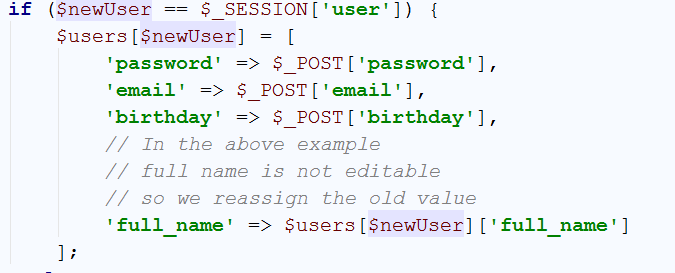 if ($newUser == $_SESSION['user']) {
$users[$newUser] = [
'password' => $_POST['password'],
'email' => $_POST['email'],
'birthday' => $_POST['birthday'],
// In the above example
// full name is not editable
// so we reassign the old value
'full_name' => $users[$newUser]['full_name']
];